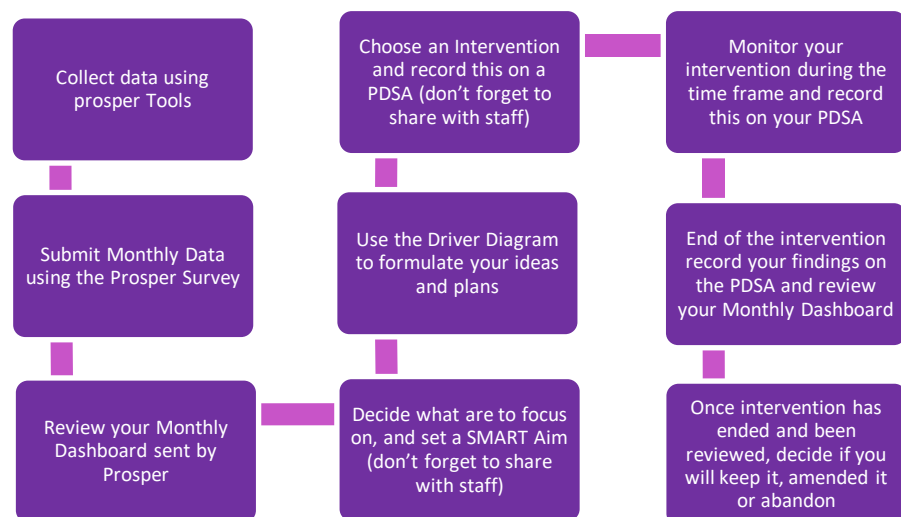 Collect data using
prosper Tools
Submit Monthly Data
using the Prosper Survey
Review your Monthly
Dashboard sent by
Prosper
Decide what are to focus
on, and set a SMART Aim
(don't forget to share
with staff)
Use the Driver Diagram
to formulate your ideas
and plans
Choose an Intervention
and record this on a
PDSA (don't forget to
share with staff)
Monitor your
intervention during the
time frame and record
this on your PDSA
End of the intervention
record your findings on
the PDSA and review
your Monthly Dashboard
Once intervention has
ended and been
reviewed, decide if you
will keep it, amended it
or abandon